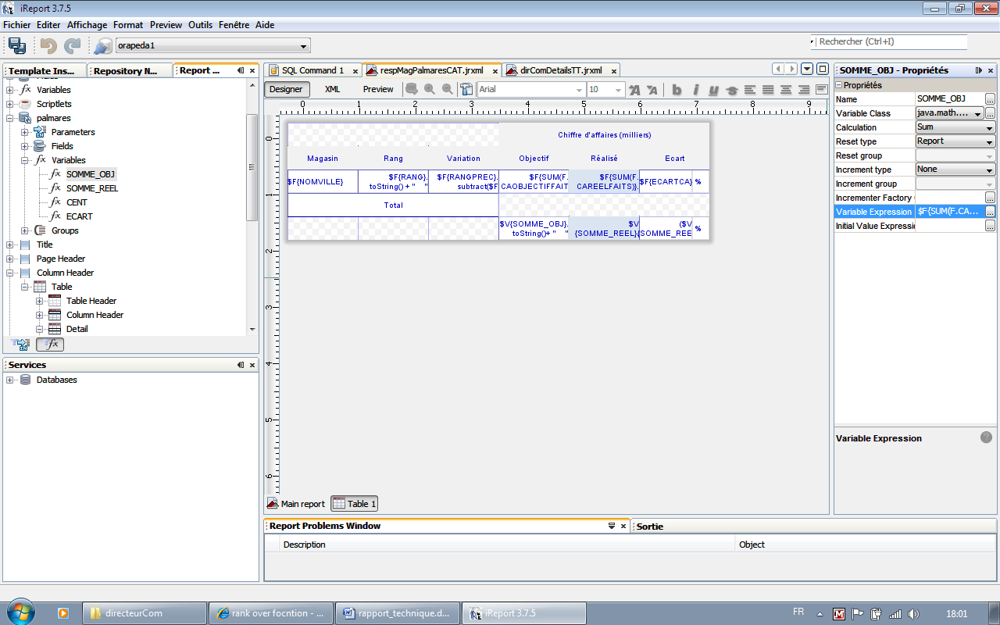 iReport 3.7.5
Fichier Editer Affichage Format Preview Outils Fenêtre Aide
orapeda1
Rechercher (Ctrl+I)
Template Ins... Repository N... Report ...
SQL Command 1 respMagPalmaresCAT.jrxml dirComDetailsTT.jrxml
SOMME_OBJ - Propriétés
Designer XML Preview Arial 10
Variables
Scriptlets
palmares
Parameters
Fields
Variables
SOMME_OBJ
SOMME_REEL
CENT
ECART
Groups
Title
Page Header
Column Header
Table
Table Header
Column Header
Detail
Services
Databases
0 1 2 3 4 5 6 7 8 9
0
1
2
3
4
5
6
Chiffre d'affaires (milliers)
Magasin Rang Variation Objectif Réalisé Ecart
$F{NOMVILLE}
$F{RANG}.
toString() + " "
$F{RANGPREC}.
subtract($F
$F{SUM(F.
CAOBJECTIFFAIT
$F{SUM(F.
CAREELFAITS)}.
$F{ECARTCA} %
Total
$V{SOMME_OBJ}.
toString()+ " "
$V
{SOMME_REEL}
($V
{SOMME_REE
%
Main report Table 1
Propriétés
Name SOMME_OBJ ...
Variable Class java.math.... ...
Calculation Sum
Reset type Report
Reset group
Increment type None
Increment group
Incrementer Factory ...
Variable Expression $F{SUM(F.CA... ...
Initial Value Expressi ...
Variable Expression
Report Problems Window
Sortie
Description Object
directeurCom
rank over focntion - ...
rapport_technique.d...
iReport 3.7.5
FR
18:01